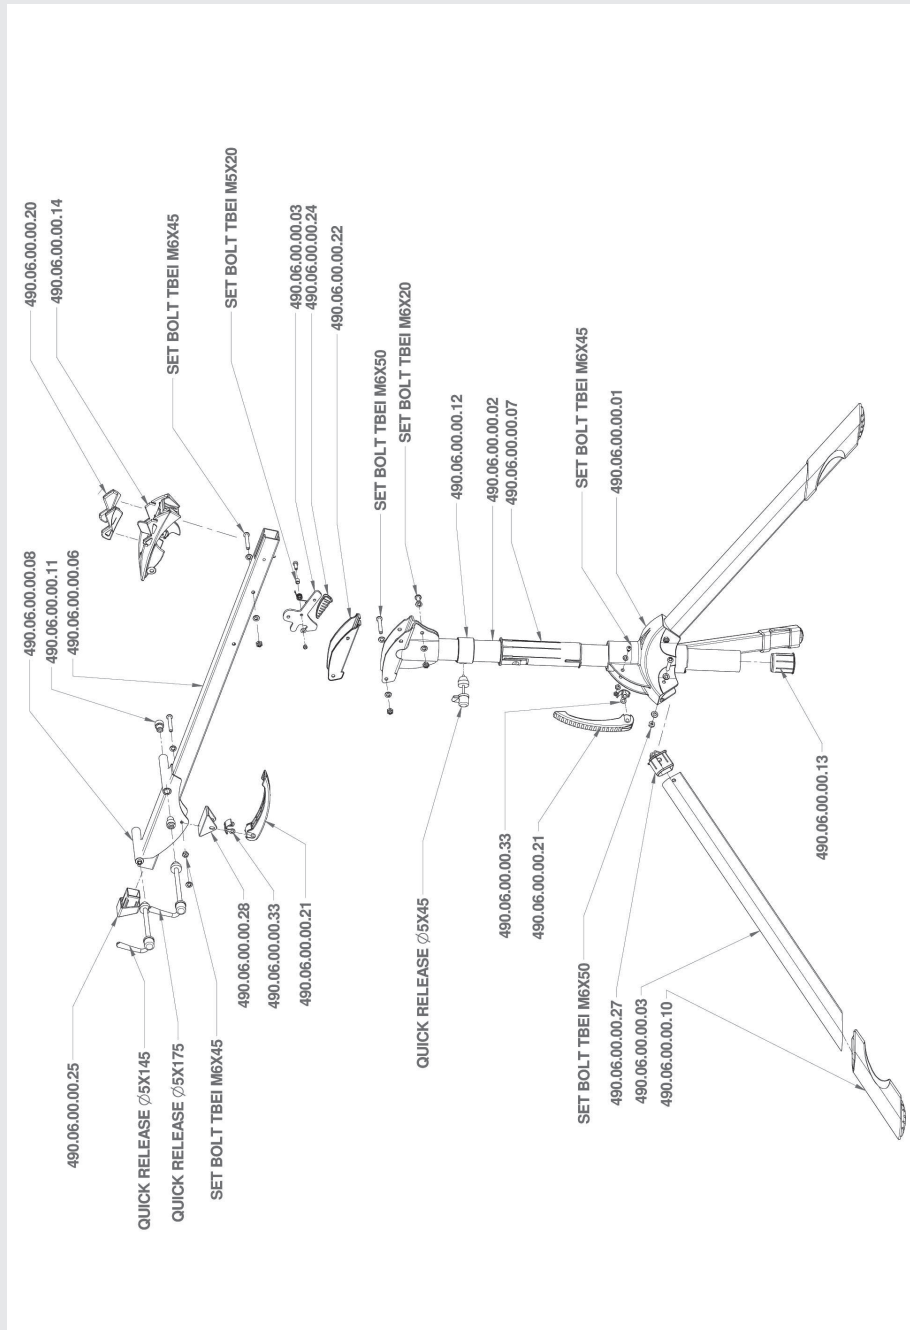 490.06.00.00.20
490.06.00.00.14
SET BOLT TBEI M6X45
SET BOLT TBEI M5X20
490.06.00.00.03
490.06.00.00.24
490.06.00.00.22
SET BOLT TBEI M6X50
SET BOLT TBEI M6X20
490.06.00.00.12
490.06.00.00.02
490.06.00.00.07
SET BOLT TBEI M6X45
490.06.00.00.01
490.06.00.00.08
490.06.00.00.11
490.06.00.00.06
490.06.00.00.25
QUICK RELEASE ∅5X145
QUICK RELEASE ∅5X175
SET BOLT TBEI M6X45
490.06.00.00.28
490.06.00.00.33
490.06.00.00.21
QUICK RELEASE ∅5X45
490.06.00.00.33
490.06.00.00.21
SET BOLT TBEI M6X50
490.06.00.00.27
490.06.00.00.03
490.06.00.00.10
490.06.00.00.13